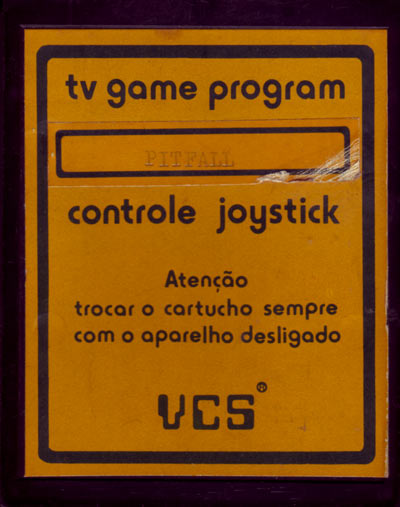 tv game program
PITFALL
controle joystick
Atenção
trocar o cartucho sempre
com o aparelho desligado
VCS®